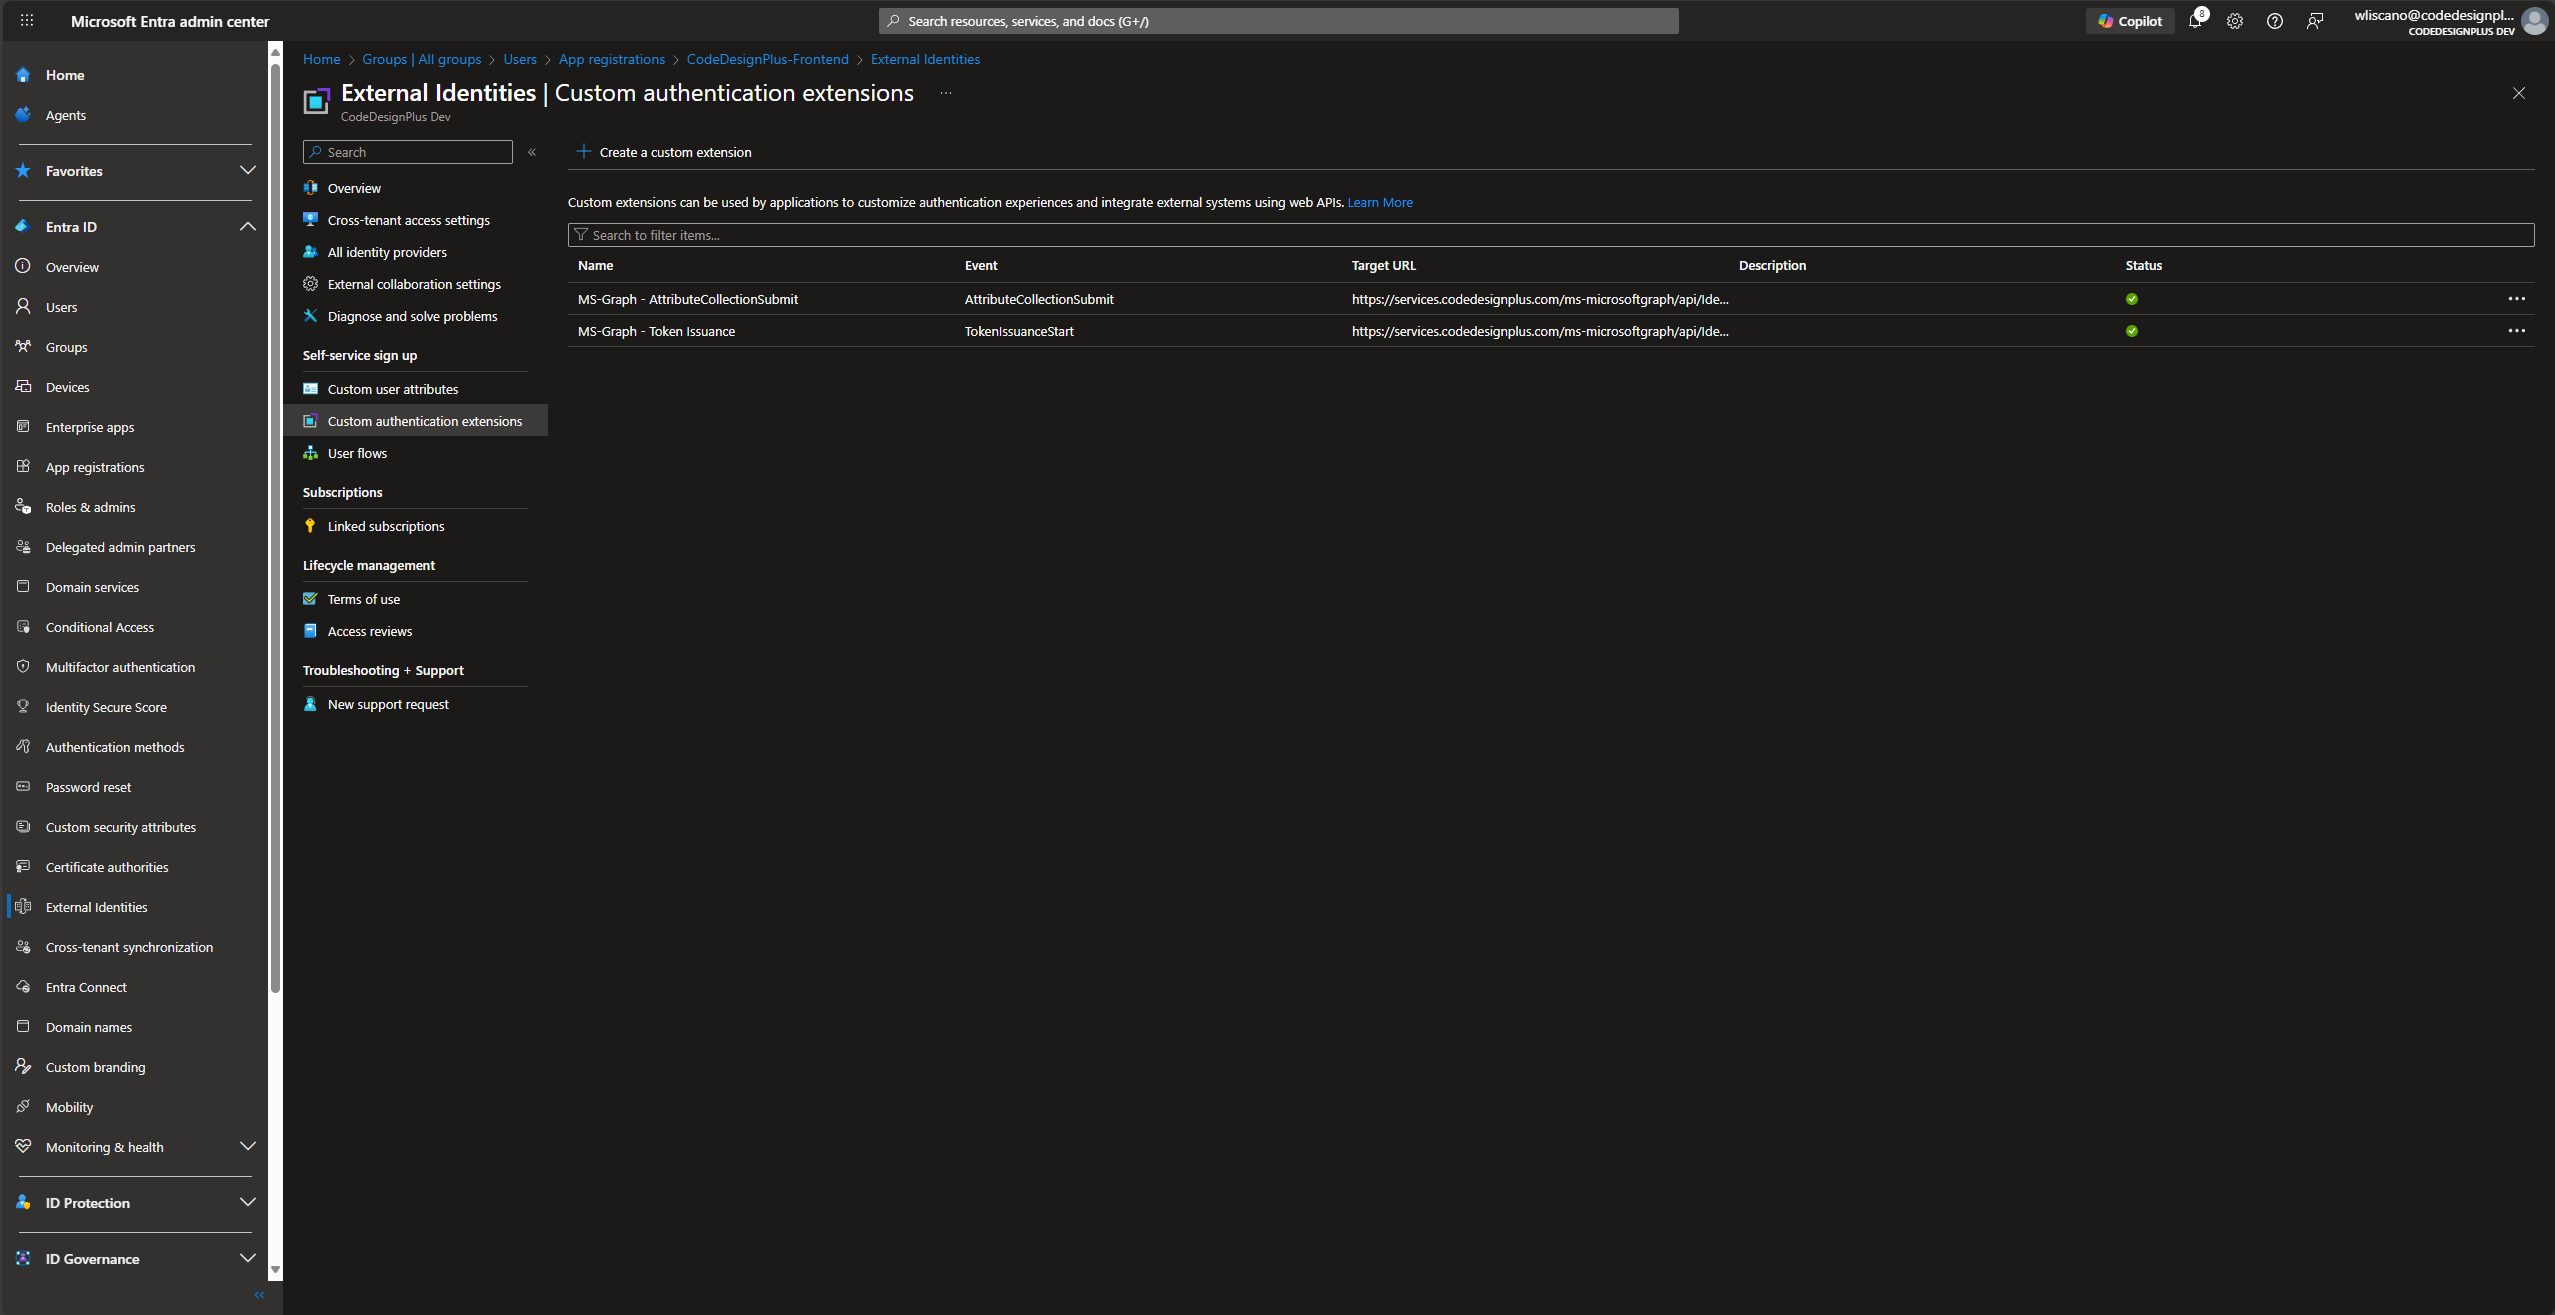 Microsoft Entra admin center
Search resources, services, and docs (G+/)
Copilot
8
wliscano@codedesignpl...
CODEDESIGNPLUS DEV
Home
Agents
Favorites
Entra ID
Overview
Users
Groups
Devices
Enterprise apps
App registrations
Roles & admins
Delegated admin partners
Domain services
Conditional Access
Multifactor authentication
Identity Secure Score
Authentication methods
Password reset
Custom security attributes
Certificate authorities
External Identities
Cross-tenant synchronization
Entra Connect
Domain names
Custom branding
Mobility
Monitoring & health
ID Protection
ID Governance
Home > Groups | All groups > Users > App registrations > CodeDesignPlus-Frontend > External Identities
External Identities | Custom authentication extensions ...
CodeDesignPlus Dev
Search
Overview
Cross-tenant access settings
All identity providers
External collaboration settings
Diagnose and solve problems
Self-service sign up
Custom user attributes
Custom authentication extensions
User flows
Subscriptions
Linked subscriptions
Lifecycle management
Terms of use
Access reviews
Troubleshooting + Support
New support request
Create a custom extension
Custom extensions can be used by applications to customize authentication experiences and integrate external systems using web APIs. Learn More
Search to filter items...
Name Event Target URL Description Status
MS-Graph - AttributeCollectionSubmit AttributeCollectionSubmit https://services.codedesignplus.com/ms-microsoftgraph/api/Ide...
MS-Graph - Token Issuance TokenIssuanceStart https://services.codedesignplus.com/ms-microsoftgraph/api/Ide...